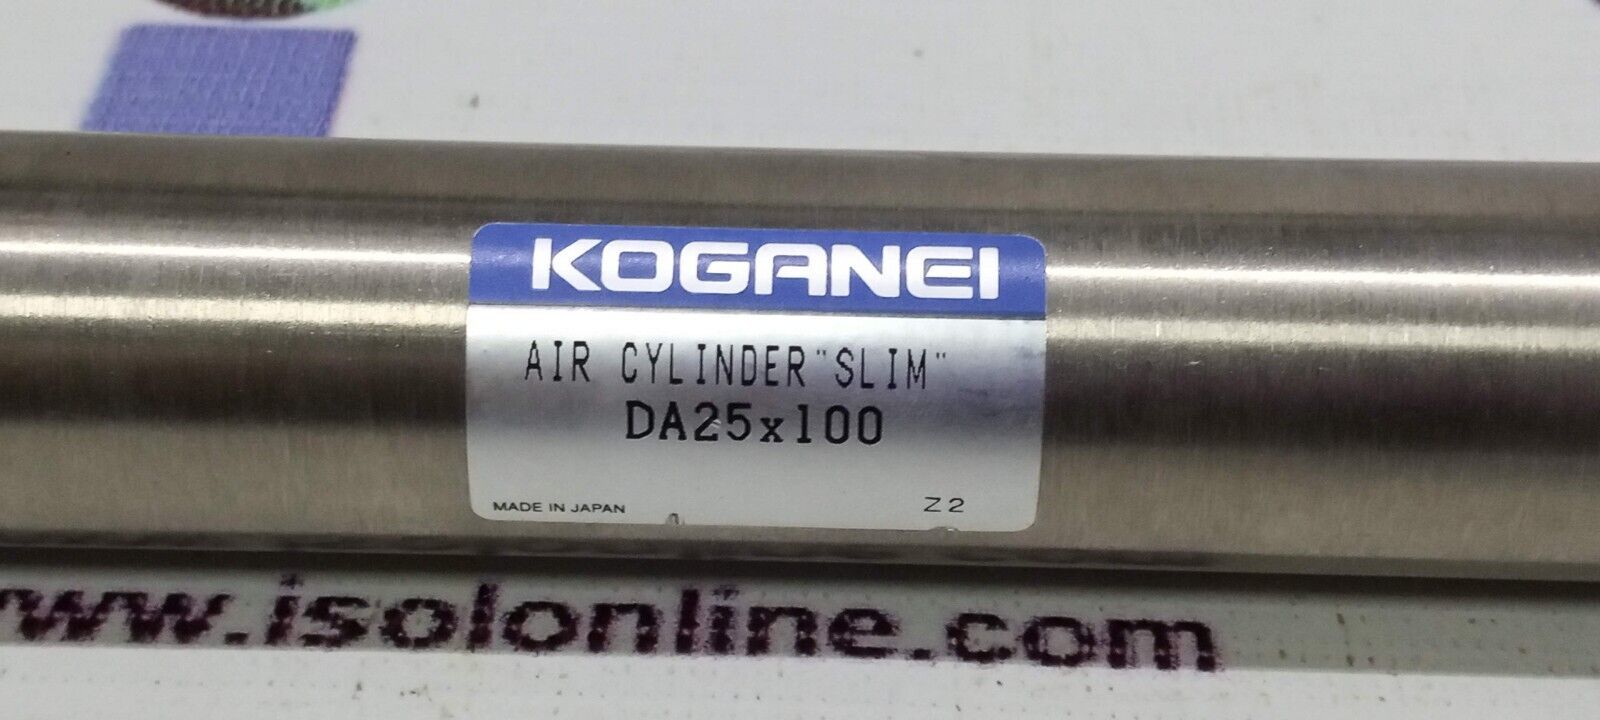 KOGANEI
AIR CYLINDER "SLIM"
DA25x100
MADE IN JAPAN Z2
www.isolonline.com